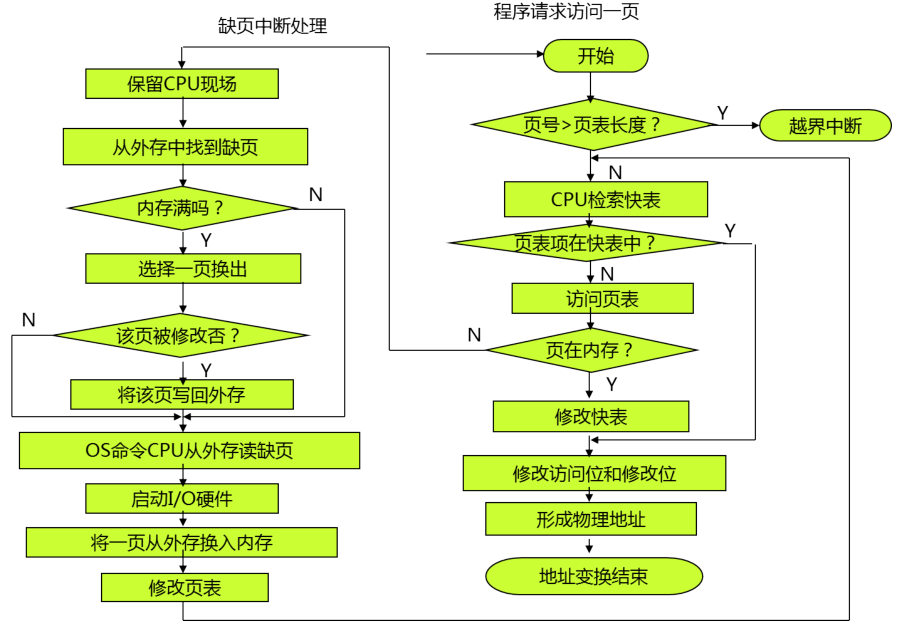 程序请求访问一页
缺页中断处理
开始
保留CPU现场
页号>页表长度？
Y
越界中断
从外存中找到缺页
N
CPU检索快表
内存满吗？
N
Y
页表项在快表中？
Y
选择一页换出
N
访问页表
N
该页被修改否？
N
页在内存？
Y
Y
将该页写回外存
修改快表
OS命令CPU从外存读缺页
修改访问位和修改位
启动I/O硬件
形成物理地址
将一页从外存换入内存
修改页表
地址变换结束